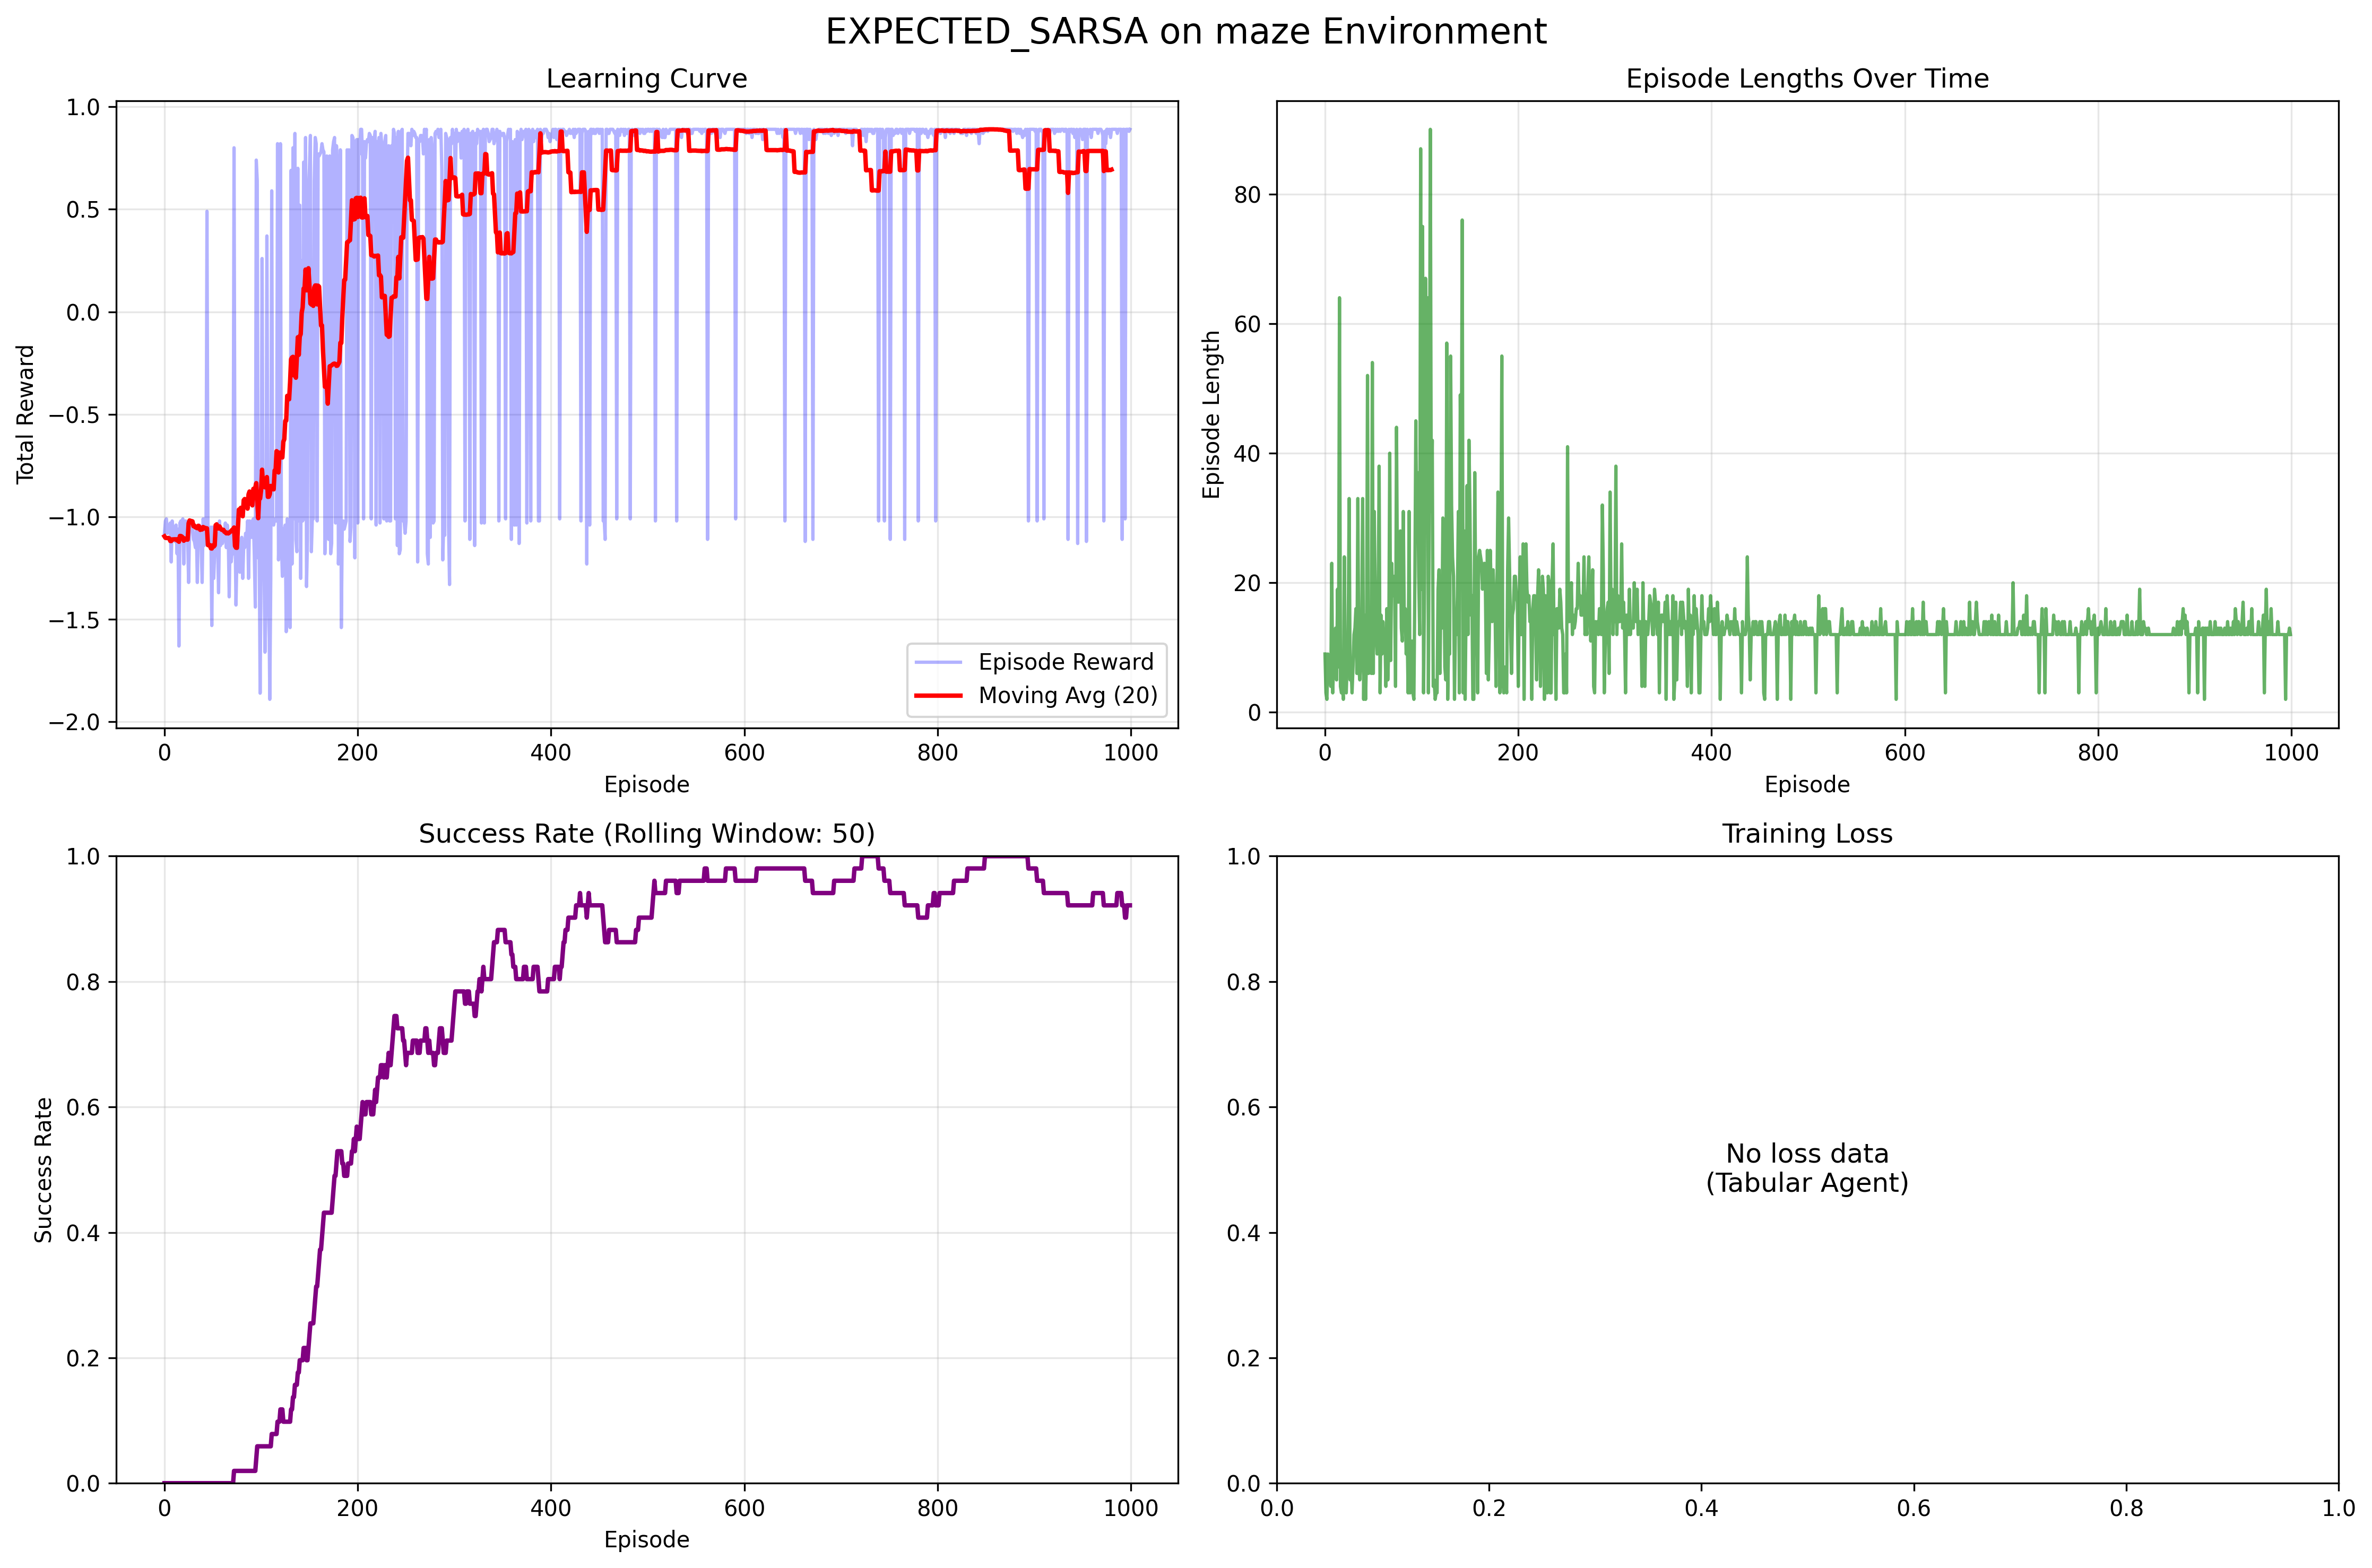 EXPECTED_SARSA on maze Environment
Learning Curve
1.0
0.5
0.0
−0.5
−1.0
−1.5
−2.0
Total Reward
0 200 400 600 800 1000
Episode
Episode Reward
Moving Avg (20)
Episode Lengths Over Time
80
60
40
20
0
Episode Length
0 200 400 600 800 1000
Episode
Success Rate (Rolling Window: 50)
1.0
0.8
0.6
0.4
0.2
0.0
Success Rate
0 200 400 600 800 1000
Episode
Training Loss
1.0
0.8
0.6
0.4
0.2
0.0
No loss data
(Tabular Agent)
0.0 0.2 0.4 0.6 0.8 1.0